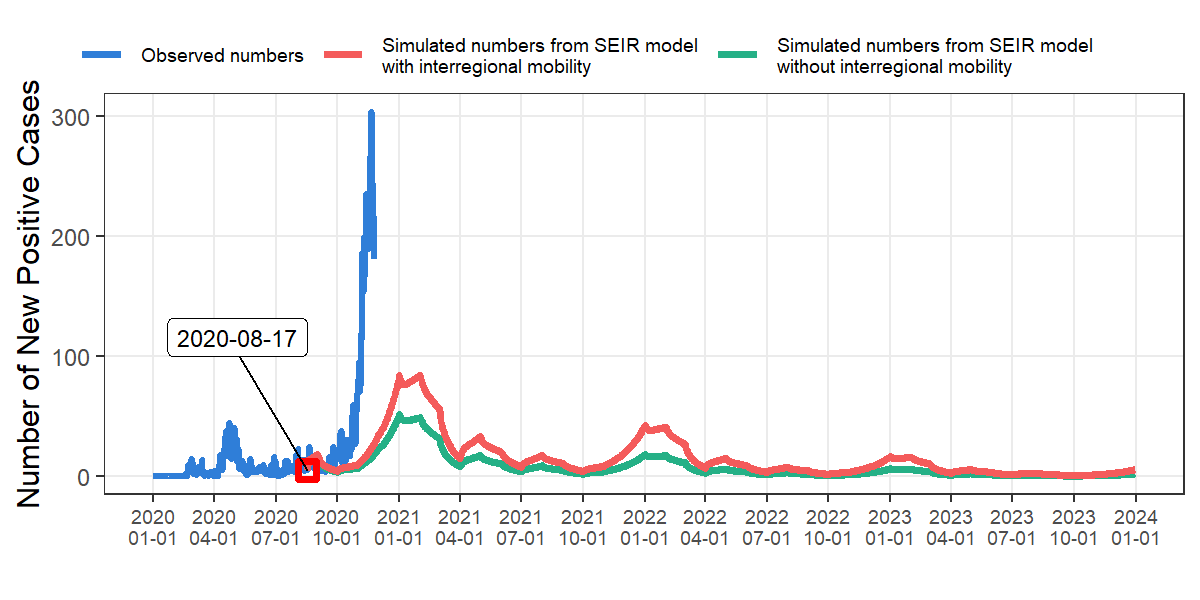 Observed numbers
Simulated numbers from SEIR model
with interregional mobility
Simulated numbers from SEIR model
without interregional mobility
Number of New Positive Cases
300
200
100
0
2020-08-17
2020 2020 2020 2020 2021 2021 2021 2021 2022 2022 2022 2022 2023 2023 2023 2023 2024
01-01 04-01 07-01 10-01 01-01 04-01 07-01 10-01 01-01 04-01 07-01 10-01 01-01 04-01 07-01 10-01 01-01